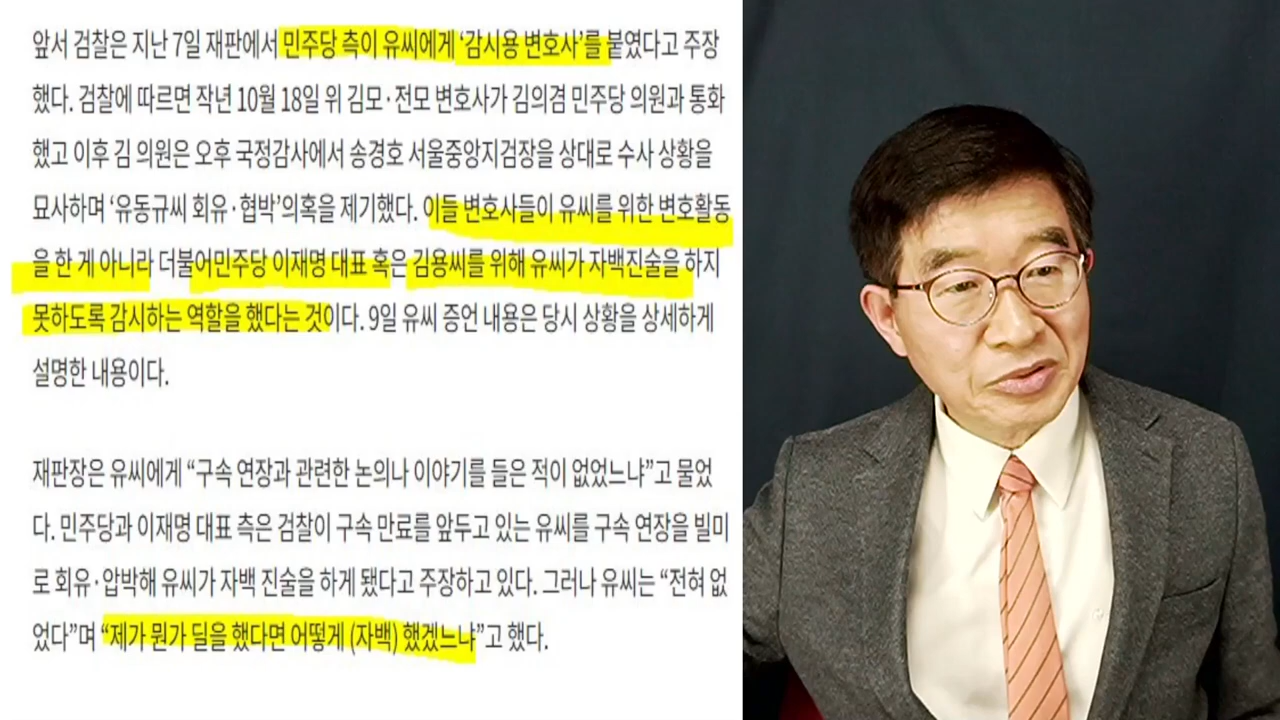 앞서 검찰은 지난 7일 재판에서 민주당 측이 유씨에게 ‘감시용 변호사’를 붙였다고 주장
했다. 검찰에 따르면 작년 10월 18일 위 김모·전모 변호사가 김의겸 민주당 의원과 통화
했고 이후 김 의원은 오후 국정감사에서 송경호 서울중앙지검장을 상대로 수사 상황을
묘사하며 ‘유동규씨 회유·협박’의혹을 제기했다. 이들 변호사들이 유씨를 위한 변호활동
을 한 게 아니라 더불어민주당 이재명 대표 혹은 김용씨를 위해 유씨가 자백진술을 하지
못하도록 감시하는 역할을 했다는 것이다. 9일 유씨 증언 내용은 당시 상황을 상세하게
설명한 내용이다.
재판장은 유씨에게 “구속 연장과 관련한 논의나 이야기를 들은 적이 없었느냐”고 물었
다. 민주당과 이재명 대표 측은 검찰이 구속 만료를 앞두고 있는 유씨를 구속 연장을 빌미
로 회유·압박해 유씨가 자백 진술을 하게 됐다고 주장하고 있다. 그러나 유씨는 “전혀 없
었다”며 “제가 뭔가 딜을 했다면 어떻게 (자백) 했겠느냐”고 했다.